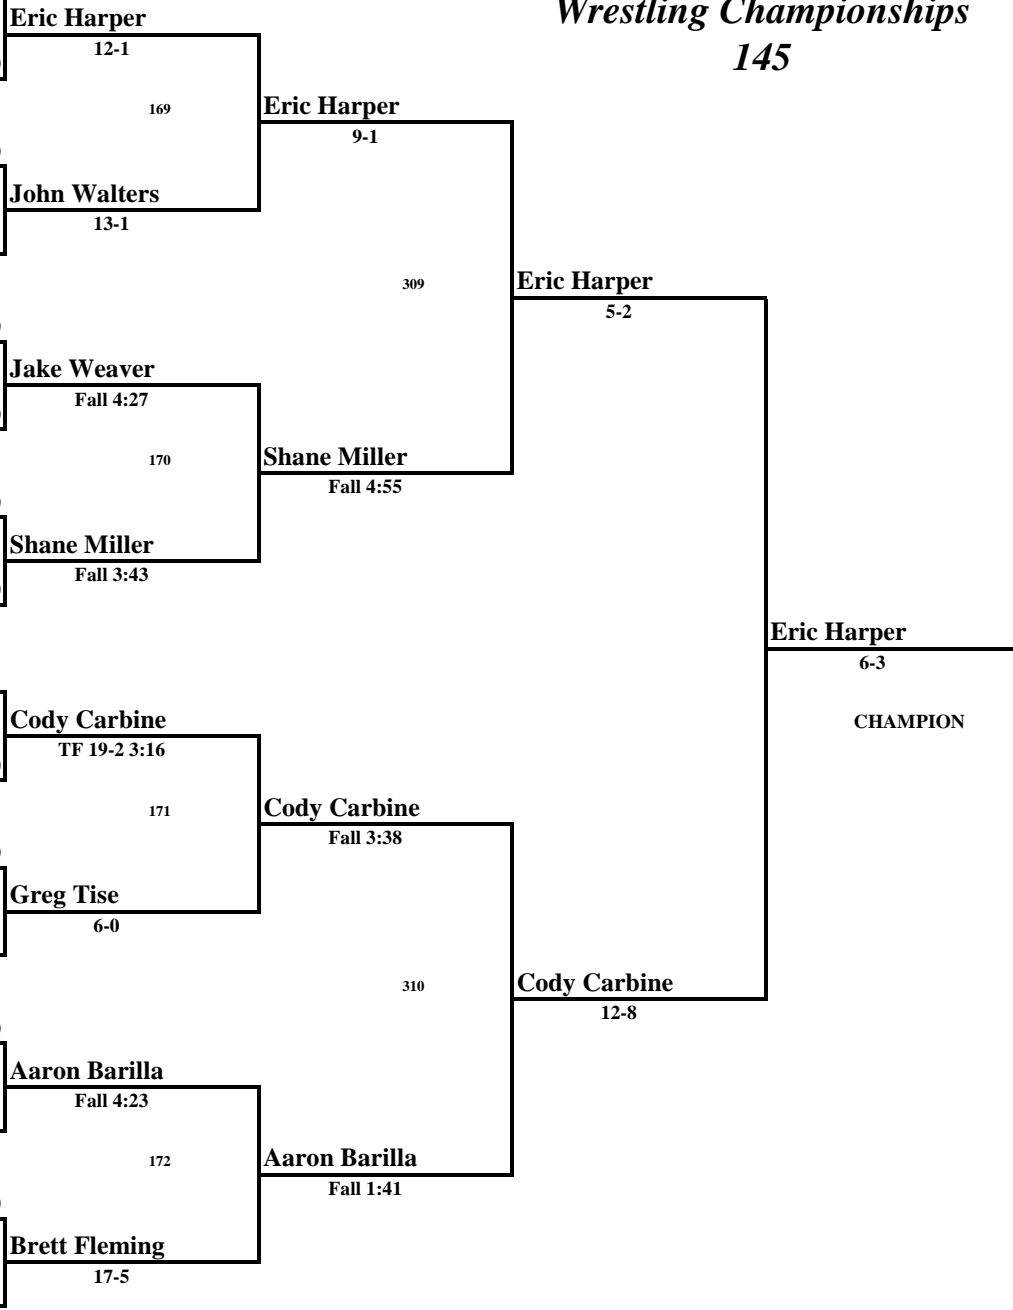 Wrestling Championships
145
Eric Harper
12-1
169
Eric Harper
9-1
John Walters
13-1
309
Eric Harper
5-2
Jake Weaver
Fall 4:27
170
Shane Miller
Fall 4:55
Shane Miller
Fall 3:43
Eric Harper
6-3
CHAMPION
Cody Carbine
TF 19-2 3:16
171
Cody Carbine
Fall 3:38
Greg Tise
6-0
310
Cody Carbine
12-8
Aaron Barilla
Fall 4:23
172
Aaron Barilla
Fall 1:41
Brett Fleming
17-5